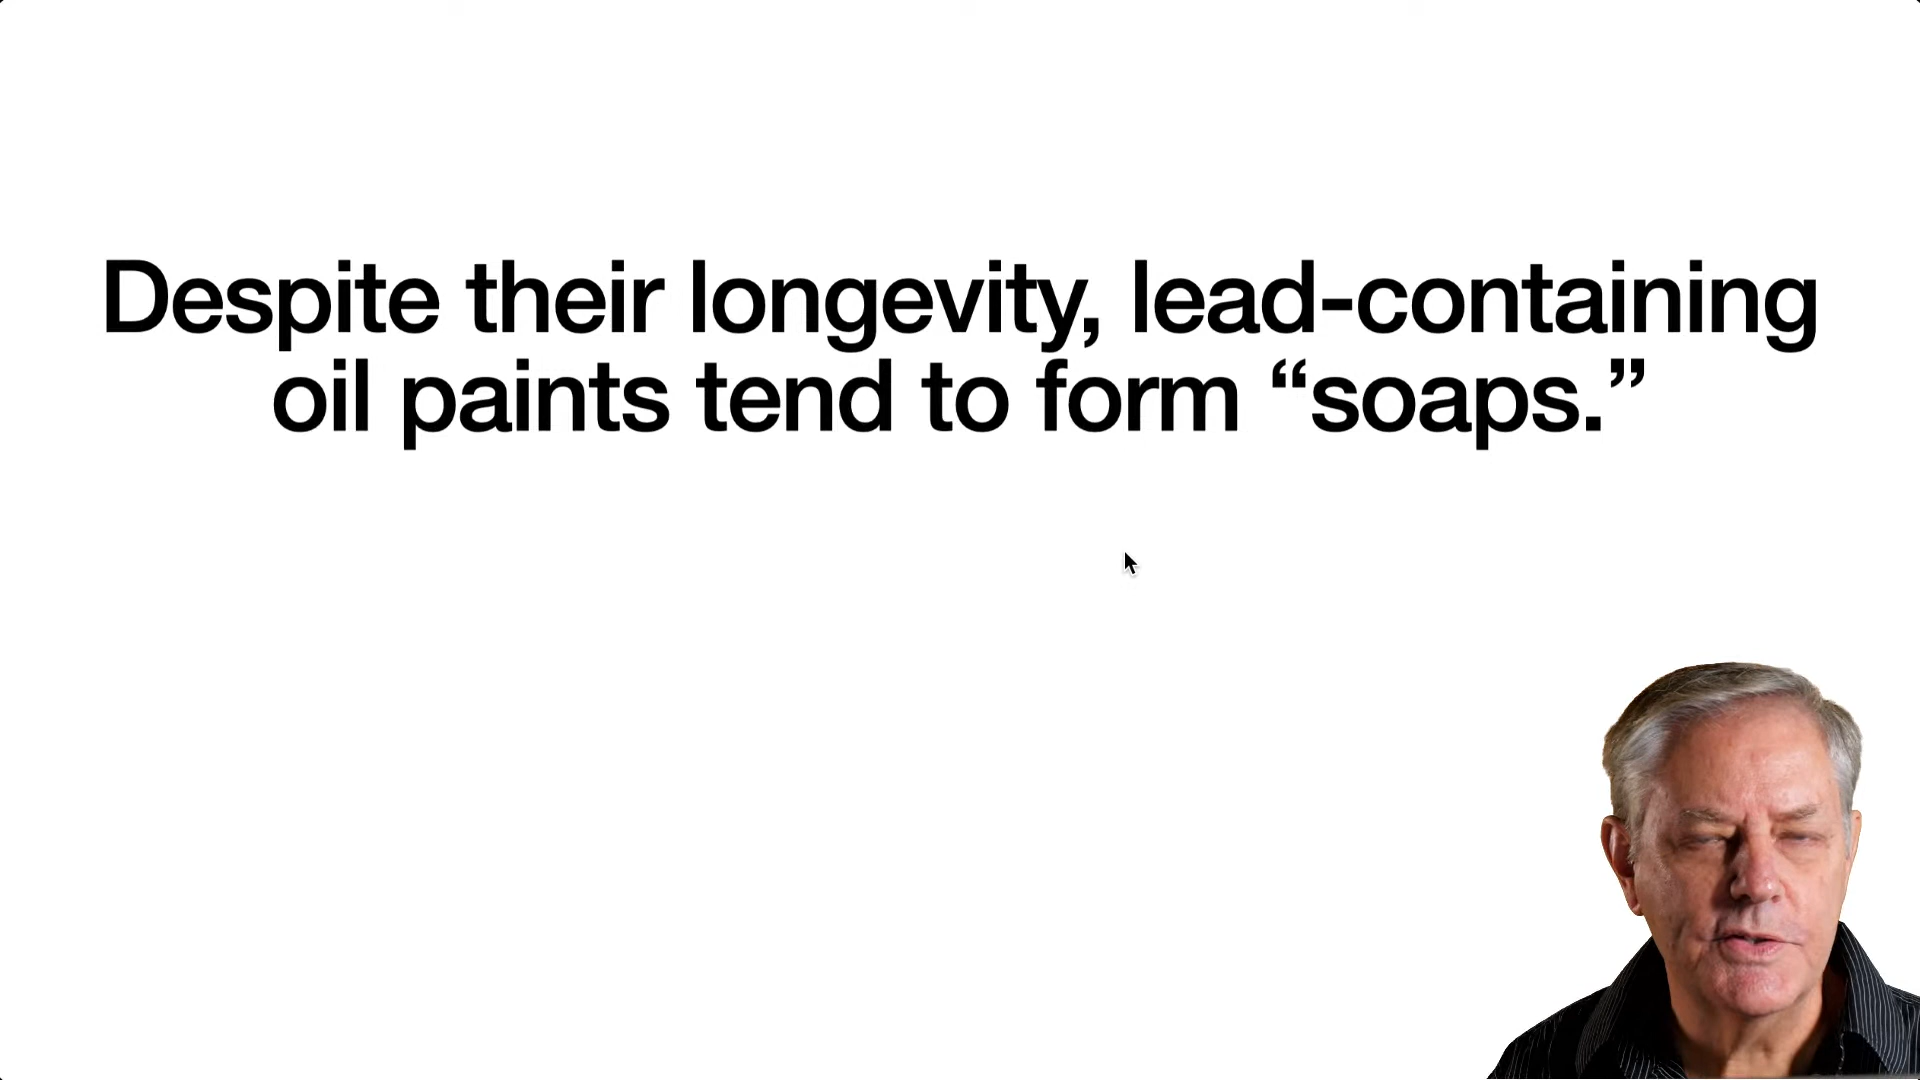 Despite their longevity, lead-containing
oil paints tend to form “soaps.”